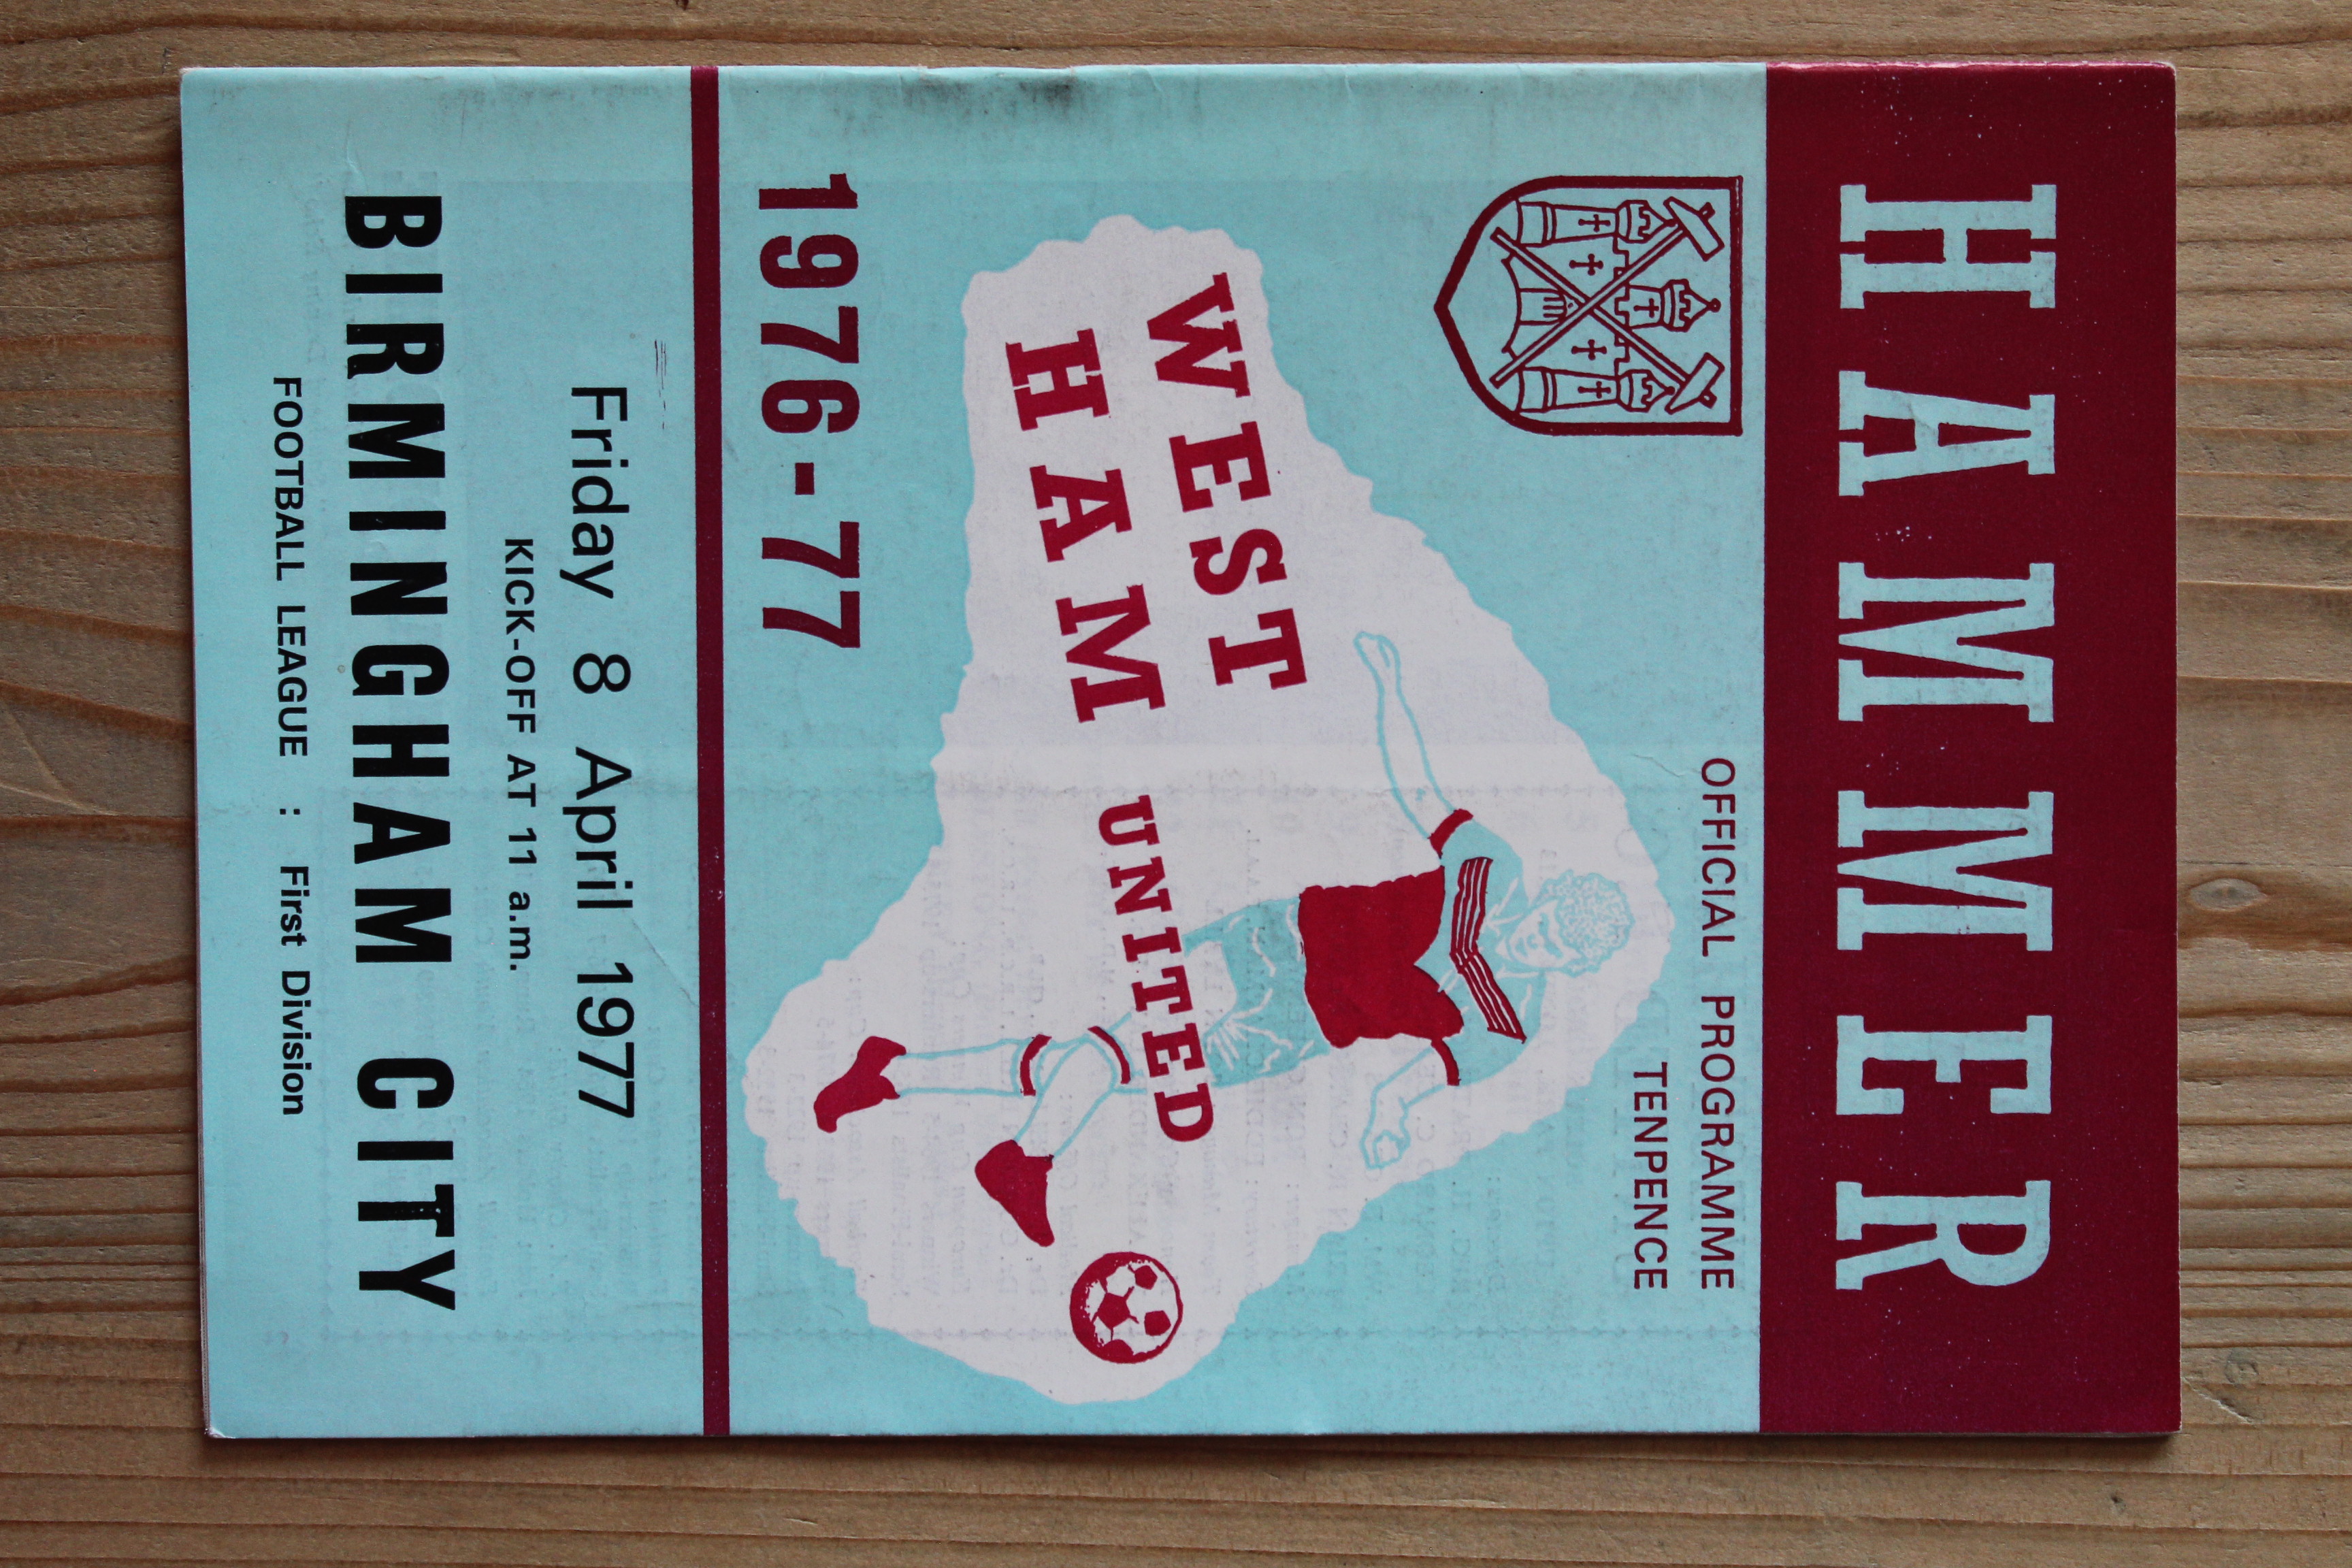 HAMMER
OFFICIAL PROGRAMME
TENPENCE
WEST
HAM
UNITED
1976-77
Friday 8 April 1977
KICK-OFF AT 11 a.m.
BIRMINGHAM CITY
FOOTBALL LEAGUE : First Division